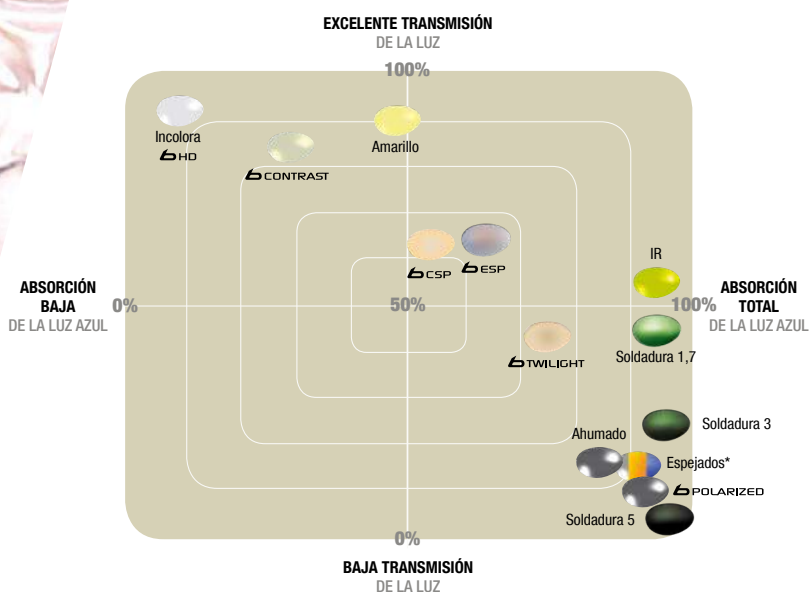 EXCELENTE TRANSMISIÓN
DE LA LUZ
100%
Incolora
b HD
Amarillo
b CONTRAST
b CSP
b ESP
IR
ABSORCIÓN
BAJA
DE LA LUZ AZUL
0%
50%
100%
ABSORCIÓN
TOTAL
DE LA LUZ AZUL
Soldadura 1,7
b TWILIGHT
Soldadura 3
Ahumado
Espejados*
b POLARIZED
Soldadura 5
0%
BAJA TRANSMISIÓN
DE LA LUZ